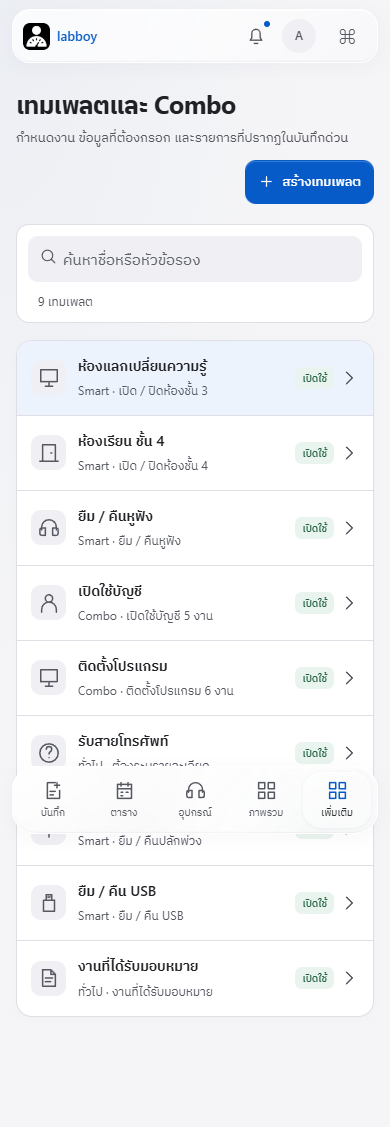 labboy
A
เทมเพลตและ Combo
กำหนดงาน ข้อมูลที่ต้องกรอก และรายการที่ปรากฏในบันทึกด่วน
สร้างเทมเพลต
ค้นหาชื่อหรือหัวข้อรอง
9 เทมเพลต
ห้องแลกเปลี่ยนความรู้
Smart · เปิด / ปิดห้องชั้น 3
เปิดใช้
ห้องเรียน ชั้น 4
Smart · เปิด / ปิดห้องชั้น 4
เปิดใช้
ยืม / คืนหูฟัง
Smart · ยืม / คืนหูฟัง
เปิดใช้
เปิดใช้บัญชี
Combo · เปิดใช้บัญชี 5 งาน
เปิดใช้
ติดตั้งโปรแกรม
Combo · ติดตั้งโปรแกรม 6 งาน
เปิดใช้
รับสายโทรศัพท์
เปิดใช้
บันทึก
ตาราง
อุปกรณ์
ภาพรวม
เพิ่มเติม
Smart · ยืม / คืนปลั๊กพ่วง
ยืม / คืน USB
Smart · ยืม / คืน USB
เปิดใช้
งานที่ได้รับมอบหมาย
ทั่วไป · งานที่ได้รับมอบหมาย
เปิดใช้